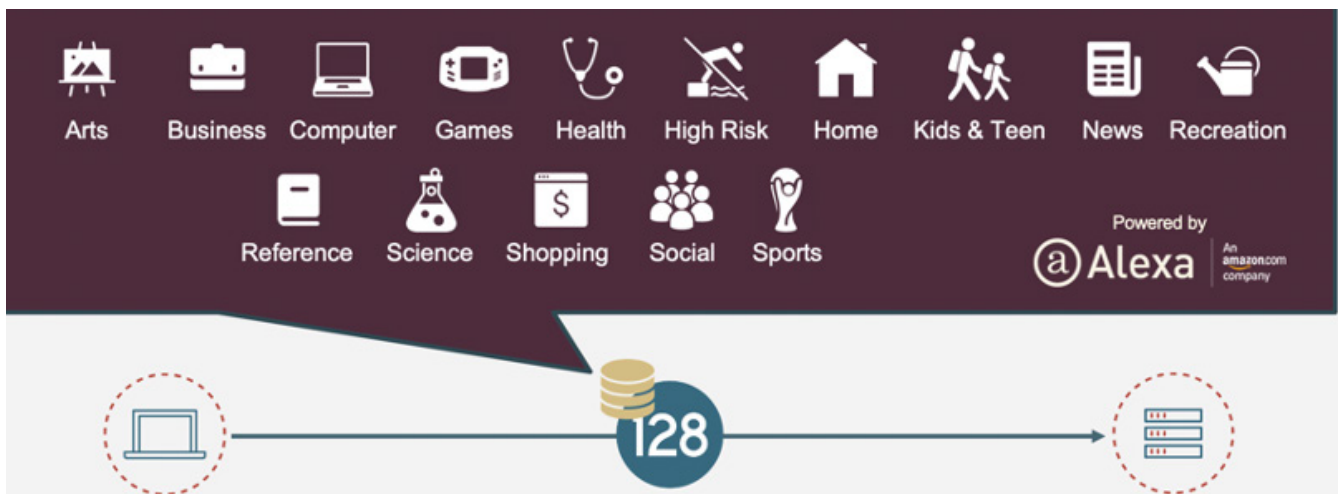 Arts Business Computer Games Health High Risk Home Kids & Teen News Recreation
Reference Science Shopping Social Sports
$
Powered by
a Alexa
An
amazon.com
company
128